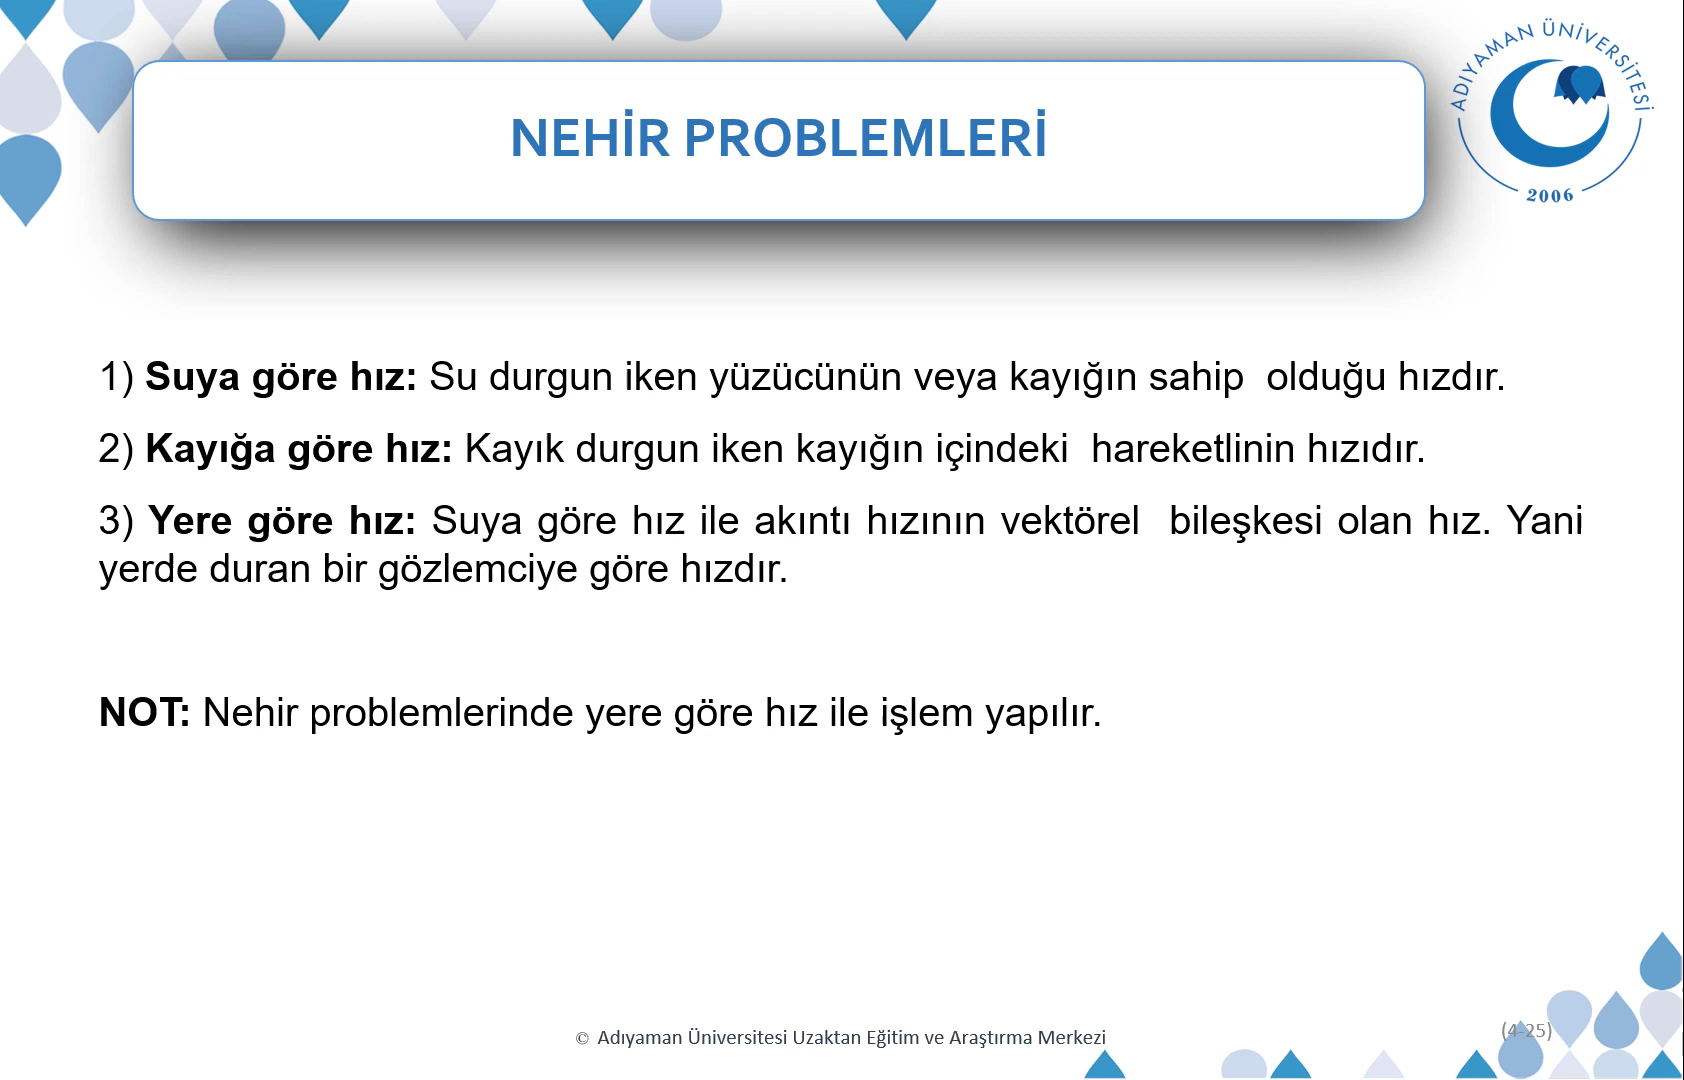 ADIYAMAN ÜNİVERSİTESİ
2006
NEHİR PROBLEMLERİ
1) Suya göre hız: Su durgun iken yüzücünün veya kayığın sahip  olduğu hızdır.
2) Kayığa göre hız: Kayık durgun iken kayığın içindeki  hareketlinin hızıdır.
3) Yere göre hız: Suya göre hız ile akıntı hızının vektörel  bileşkesi olan hız. Yani
yerde duran bir gözlemciye göre hızdır.
NOT: Nehir problemlerinde yere göre hız ile işlem yapılır.
© Adıyaman Üniversitesi Uzaktan Eğitim ve Araştırma Merkezi
(4-25)